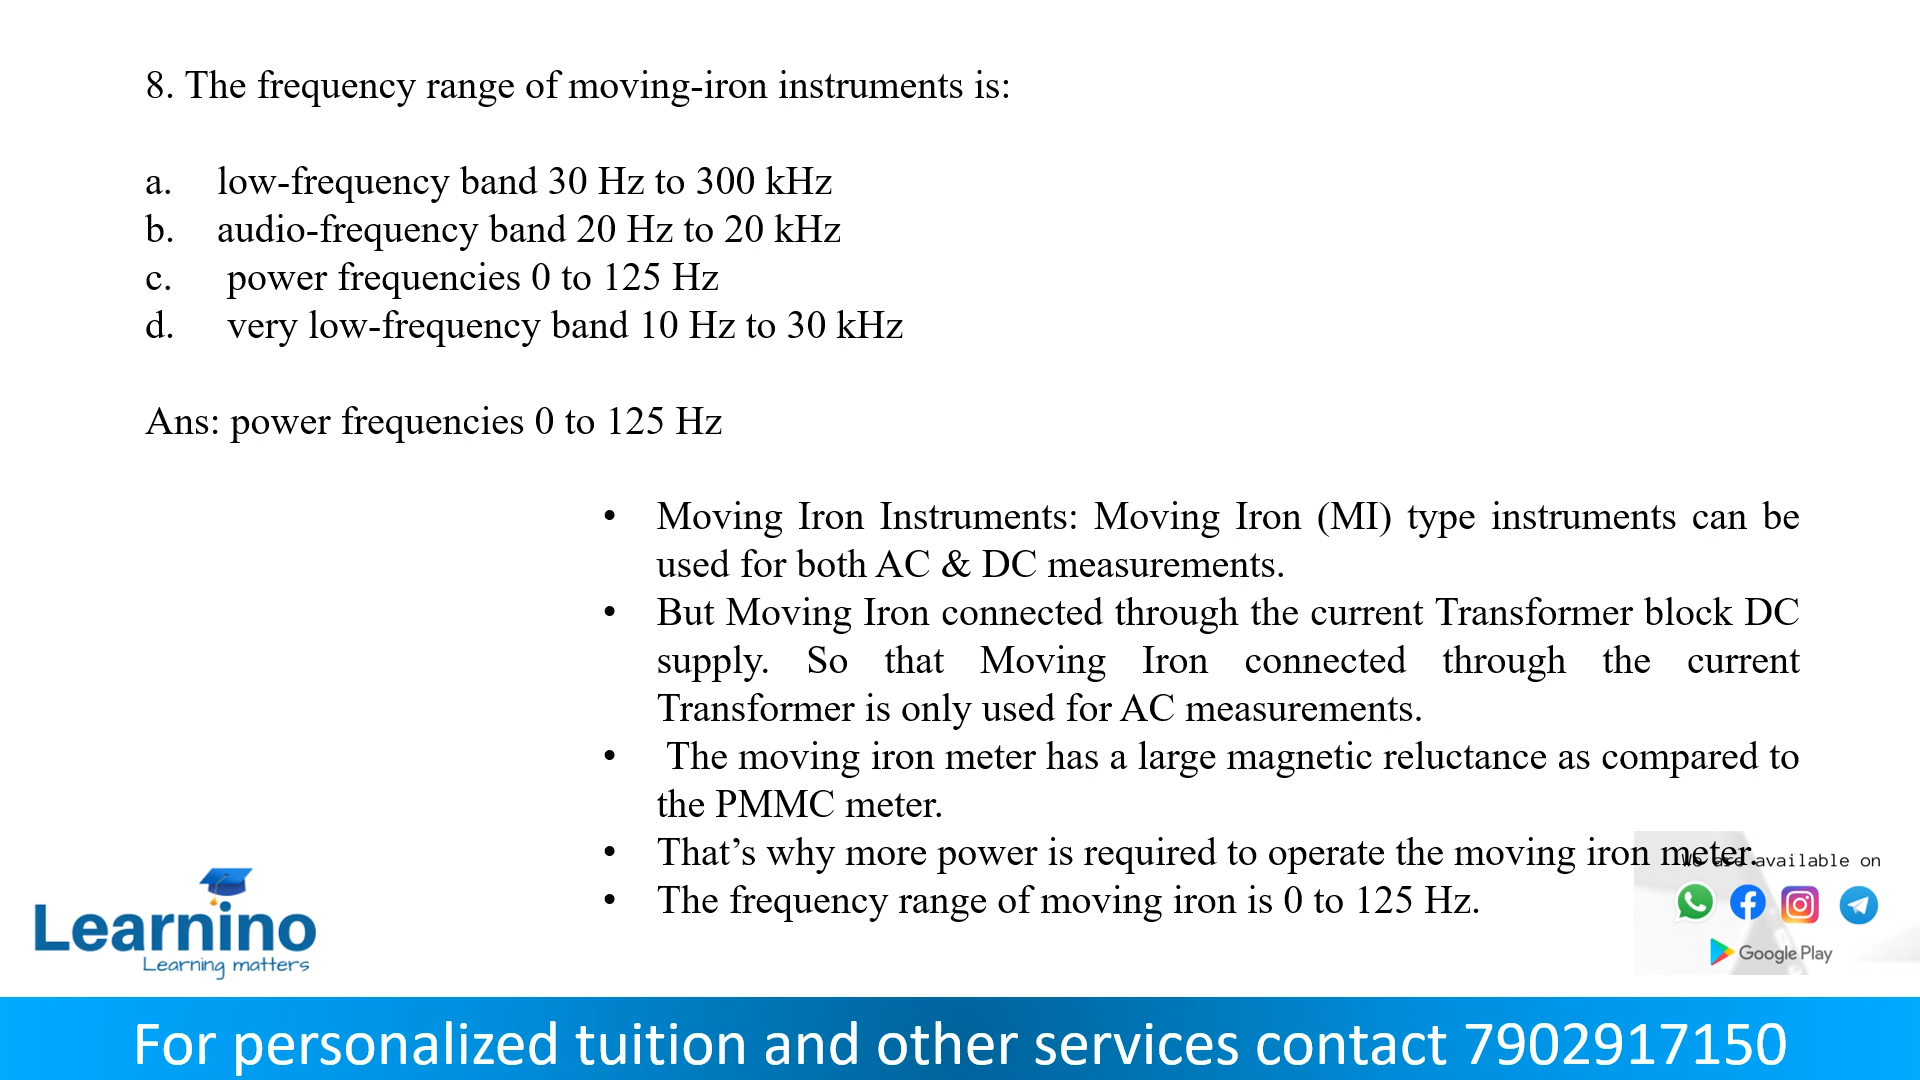 8. The frequency range of moving-iron instruments is:
a. low-frequency band 30 Hz to 300 kHz
b. audio-frequency band 20 Hz to 20 kHz
c. power frequencies 0 to 125 Hz
d. very low-frequency band 10 Hz to 30 kHz
Ans: power frequencies 0 to 125 Hz
• Moving Iron Instruments: Moving Iron (MI) type instruments can be
used for both AC & DC measurements.
• But Moving Iron connected through the current Transformer block DC
supply. So that Moving Iron connected through the current
Transformer is only used for AC measurements.
• The moving iron meter has a large magnetic reluctance as compared to
the PMMC meter.
• That’s why more power is required to operate the moving iron meter.
• The frequency range of moving iron is 0 to 125 Hz.
We are available on
Google Play
Learnino
Learning matters
For personalized tuition and other services contact 7902917150